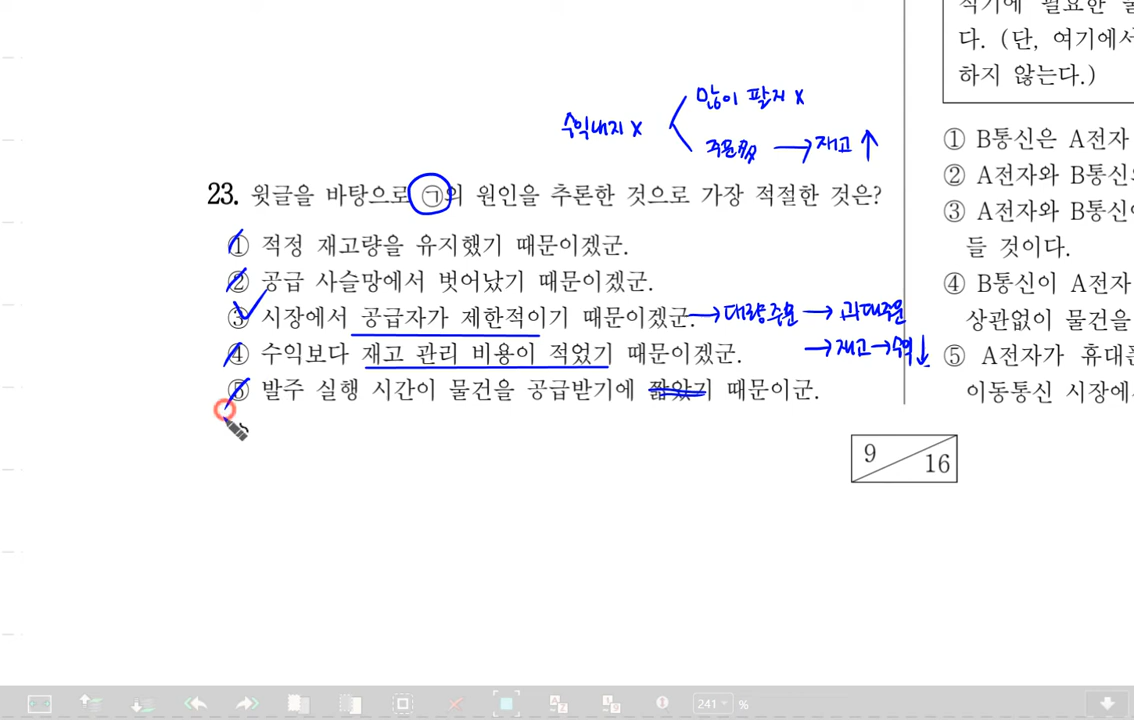 적기에 필요한 물
다. (단, 여기에서
하지 않는다.)
많이 팔지 x
수익내지 x
주문多 → 재고 ↑
23. 윗글을 바탕으로 ㉠의 원인을 추론한 것으로 가장 적절한 것은?
① 적정 재고량을 유지했기 때문이겠군.
② 공급 사슬망에서 벗어났기 때문이겠군.
③ 시장에서 공급자가 제한적이기 때문이겠군. → 대량주문 → 과대주문
→ 재고 → 수익 ↓
④ 수익보다 재고 관리 비용이 적었기 때문이겠군.
⑤ 발주 실행 시간이 물건을 공급받기에 짧았기 때문이군.
① B통신은 A전자
② A전자와 B통신
③ A전자와 B통신
들 것이다.
④ B통신이 A전자
상관없이 물건을
⑤ A전자가 휴대
이동통신 시장에
9 16
241 %